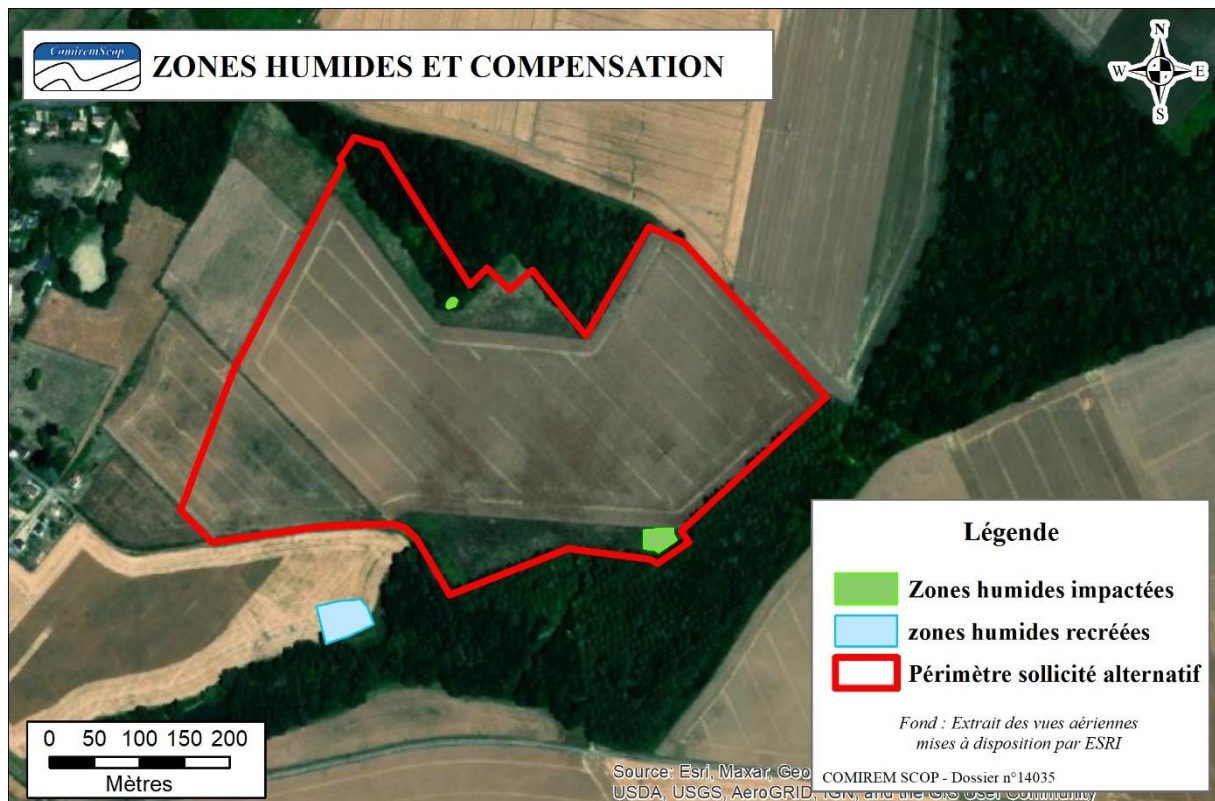 ComiremScop
ZONES HUMIDES ET COMPENSATION
N
W E
S
Légende
Zones humides impactées
zones humides recréées
Périmètre sollicité alternatif
Fond : Extrait des vues aériennes
mises à disposition par ESRI
COMIREM SCOP - Dossier n°14035
0 50 100 150 200
Mètres
Source: Esri, Maxar, Geo
USDA, USGS, AeroGRID, IGN, and the GIS User Community